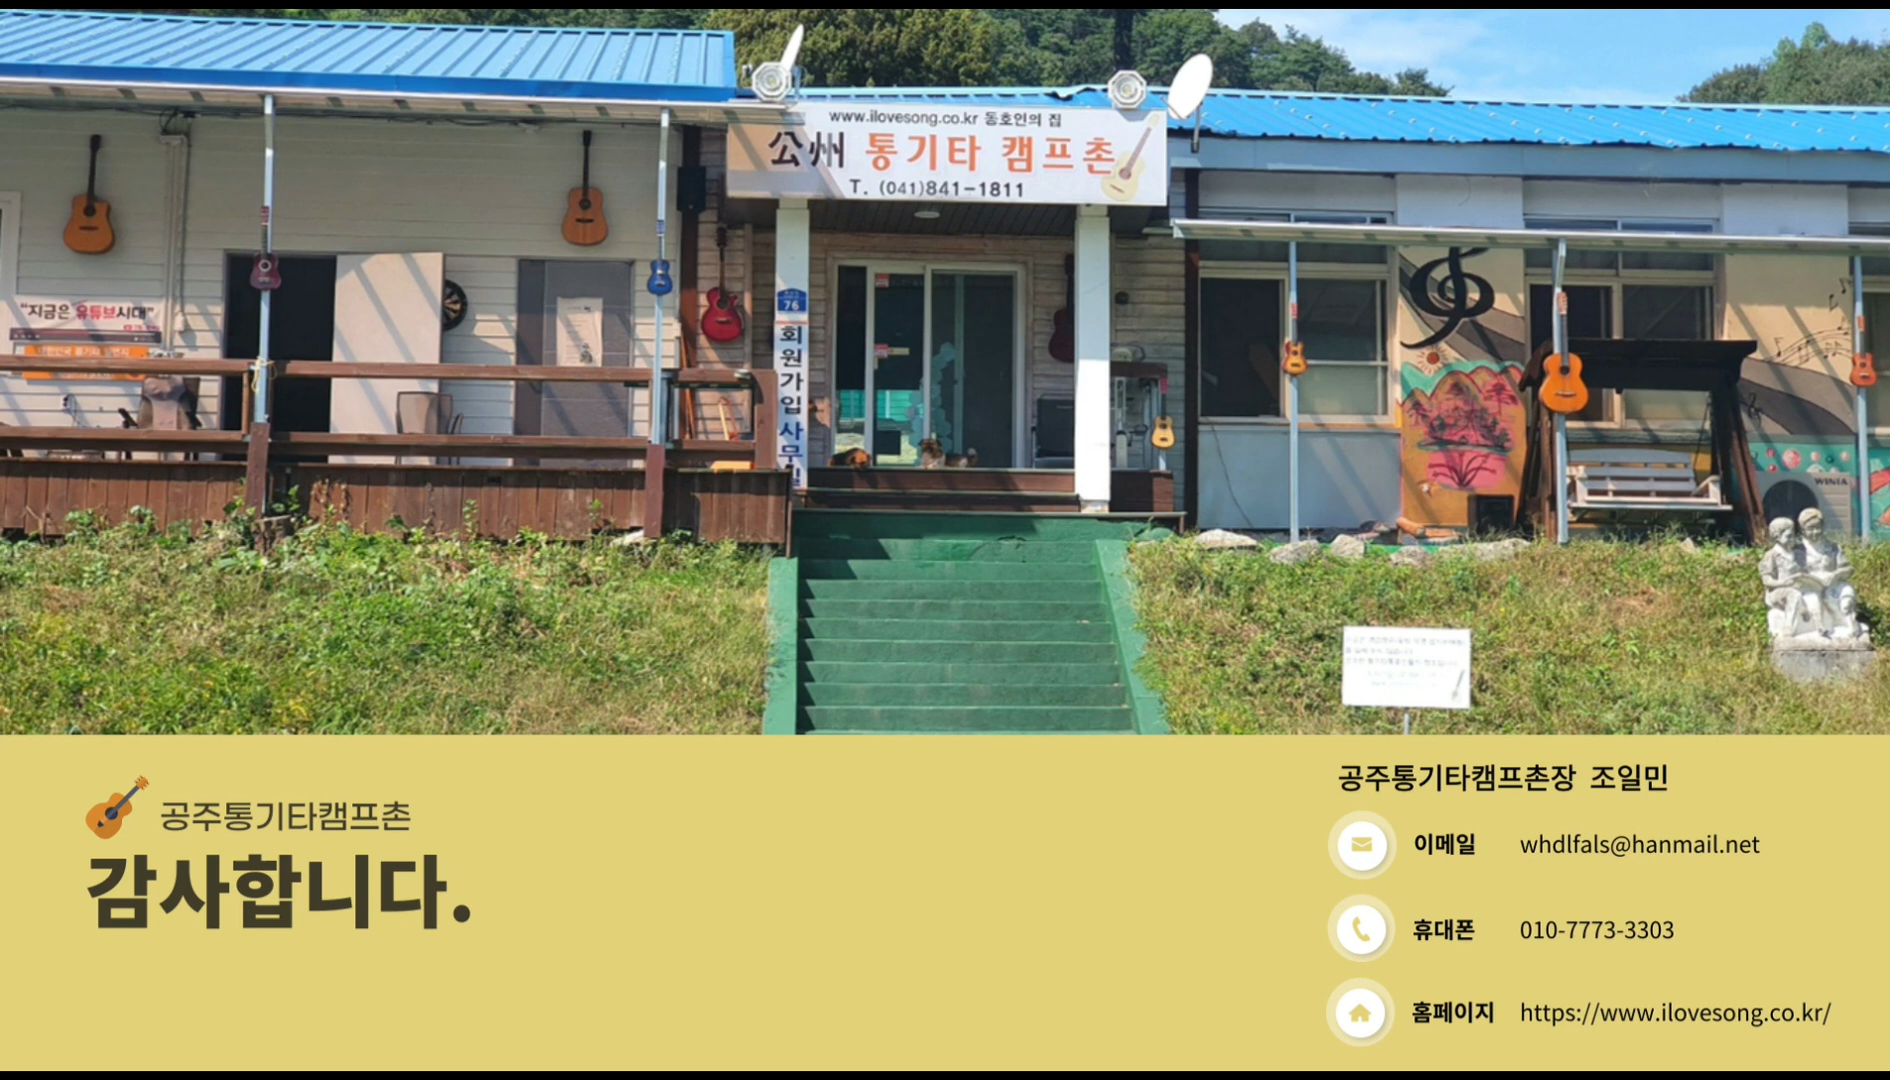 www.ilovesong.co.kr 동호인의 집
公州 통기타 캠프촌
T. (041)841-1811
"지금은 유튜브시대"
76
회원가입사무
WINIA
공주통기타캠프촌
감사합니다.
공주통기타캠프촌장 조일민
이메일 whdlfals@hanmail.net
휴대폰 010-7773-3303
홈페이지 https://www.ilovesong.co.kr/